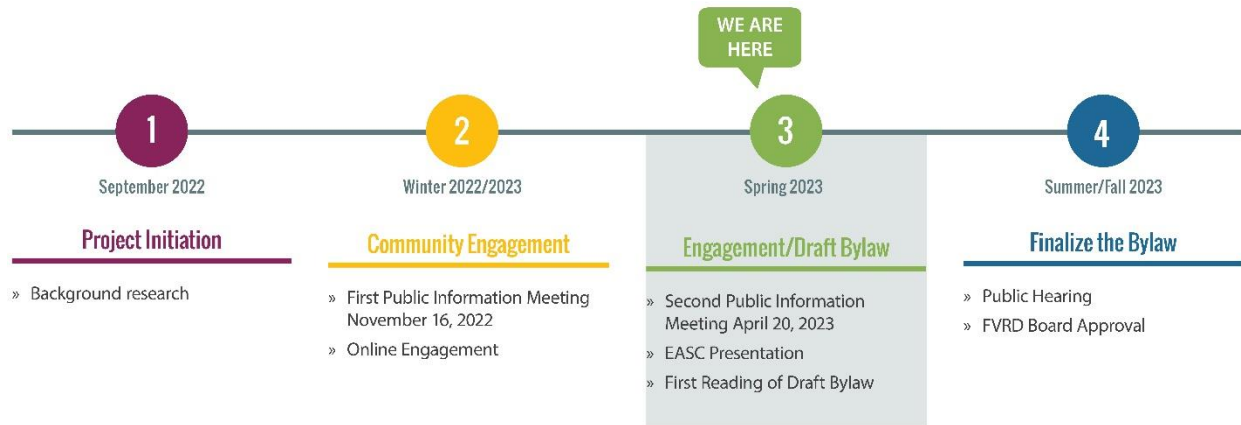 WE ARE
HERE
1
2
3
4
September 2022
Winter 2022/2023
Spring 2023
Summer/Fall 2023
Project Initiation
» Background research
Community Engagement
» First Public Information Meeting
November 16, 2022
» Online Engagement
Engagement/Draft Bylaw
» Second Public Information
Meeting April 20, 2023
» EASC Presentation
» First Reading of Draft Bylaw
Finalize the Bylaw
» Public Hearing
» FVRD Board Approval